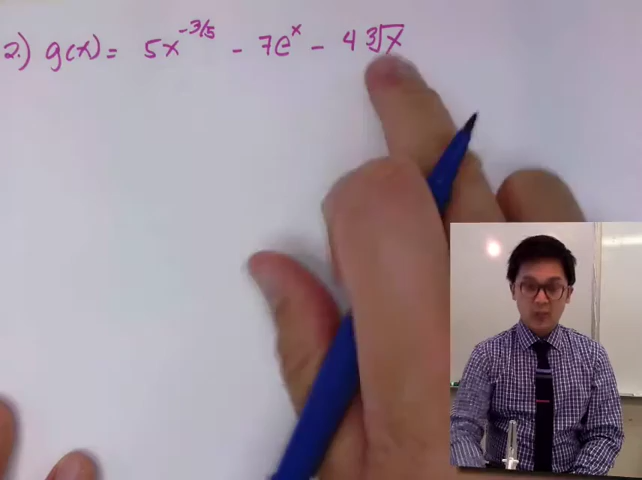 2.) g(x) = 5x^{-3/5} - 7e^x - 4∛x